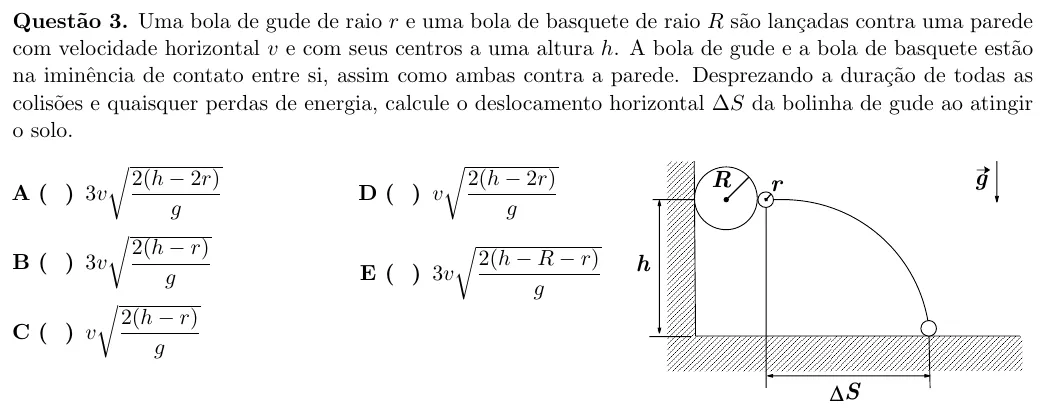 Questão 3. Uma bola de gude de raio r e uma bola de basquete de raio R são lançadas contra uma parede
com velocidade horizontal v e com seus centros a uma altura h. A bola de gude e a bola de basquete estão
na iminência de contato entre si, assim como ambas contra a parede. Desprezando a duração de todas as
colisões e quaisquer perdas de energia, calcule o deslocamento horizontal ΔS da bolinha de gude ao atingir
o solo.
A ( ) 3v√(2(h − 2r)/g)
B ( ) 3v√(2(h − r)/g)
C ( ) v√(2(h − r)/g)
D ( ) v√(2(h − 2r)/g)
E ( ) 3v√(2(h − R − r)/g)
R
r
g⃗
h
ΔS